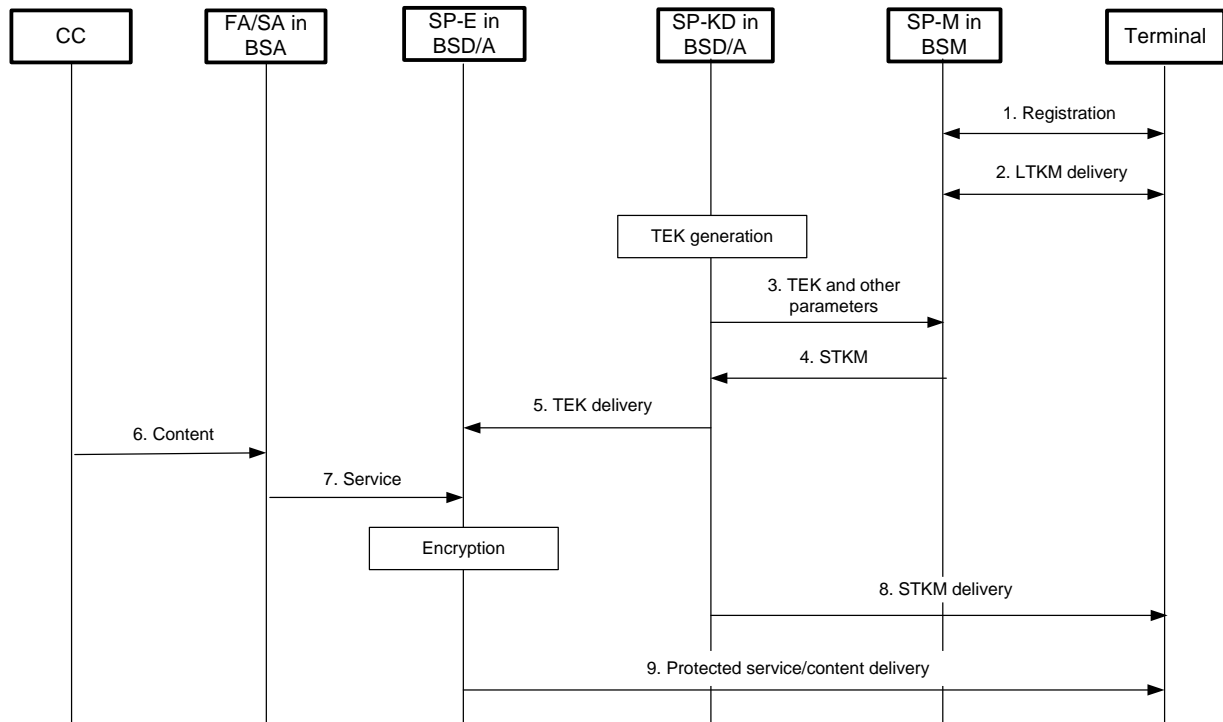 CC
FA/SA in
BSA
SP-E in
BSD/A
SP-KD in
BSD/A
SP-M in
BSM
Terminal
1. Registration
2. LTKM delivery
TEK generation
3. TEK and other
parameters
4. STKM
5. TEK delivery
6. Content
7. Service
Encryption
8. STKM delivery
9. Protected service/content delivery